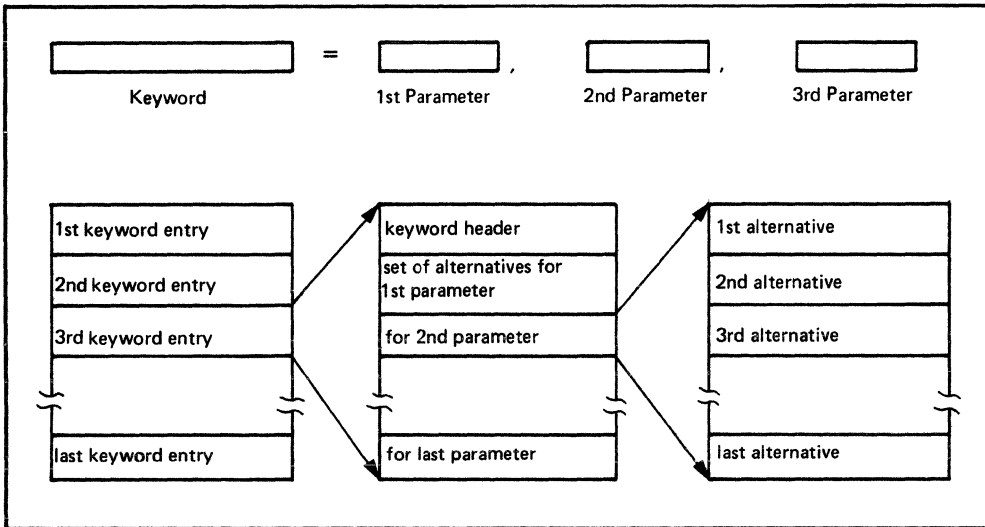 = , ,
Keyword 1st Parameter 2nd Parameter 3rd Parameter
1st keyword entry
2nd keyword entry
3rd keyword entry
last keyword entry
keyword header
set of alternatives for
1st parameter
for 2nd parameter
for last parameter
1st alternative
2nd alternative
3rd alternative
last alternative